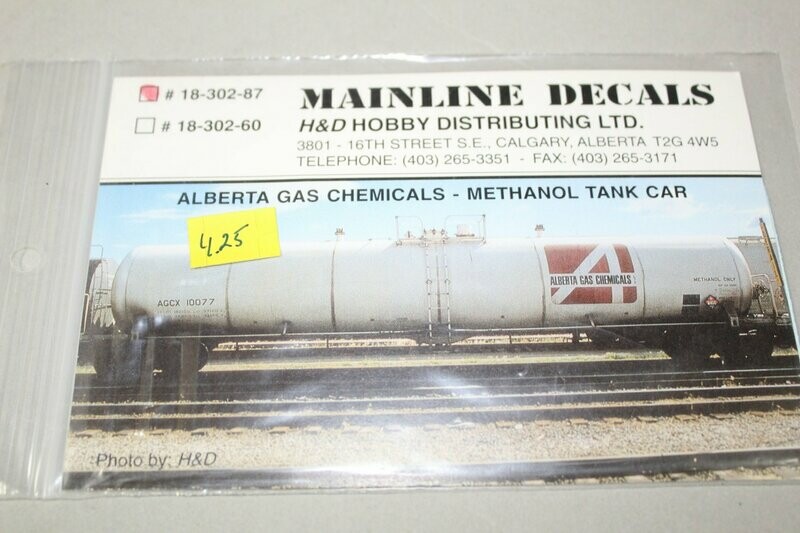 # 18-302-87
# 18-302-60
MAINLINE DECALS
H&D HOBBY DISTRIBUTING LTD.
3801 - 16TH STREET S.E., CALGARY, ALBERTA T2G 4W5
TELEPHONE: (403) 265-3351 - FAX: (403) 265-3171
ALBERTA GAS CHEMICALS - METHANOL TANK CAR
4.25
ALBERTA GAS CHEMICALS
METHANOL ONLY
AGCX 10077
Photo by: H&D